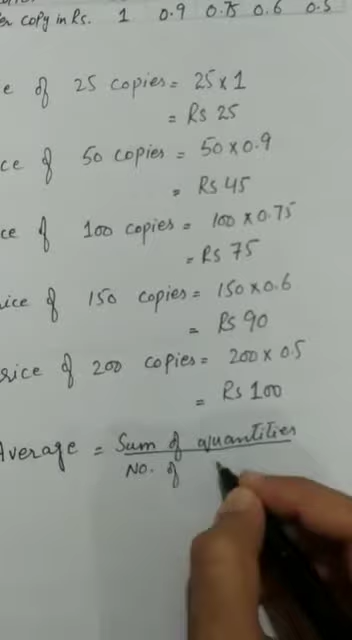 copy in Rs. 1 0.9 0.75 0.6 0.5
of 25 copies = 25 x 1
= Rs 25
of 50 copies = 50 x 0.9
= Rs 45
of 100 copies = 100 x 0.75
= Rs 75
of 150 copies = 150 x 0.6
= Rs 90
of 200 copies = 200 x 0.5
= Rs 100
Average = Sum of quantities
No. of